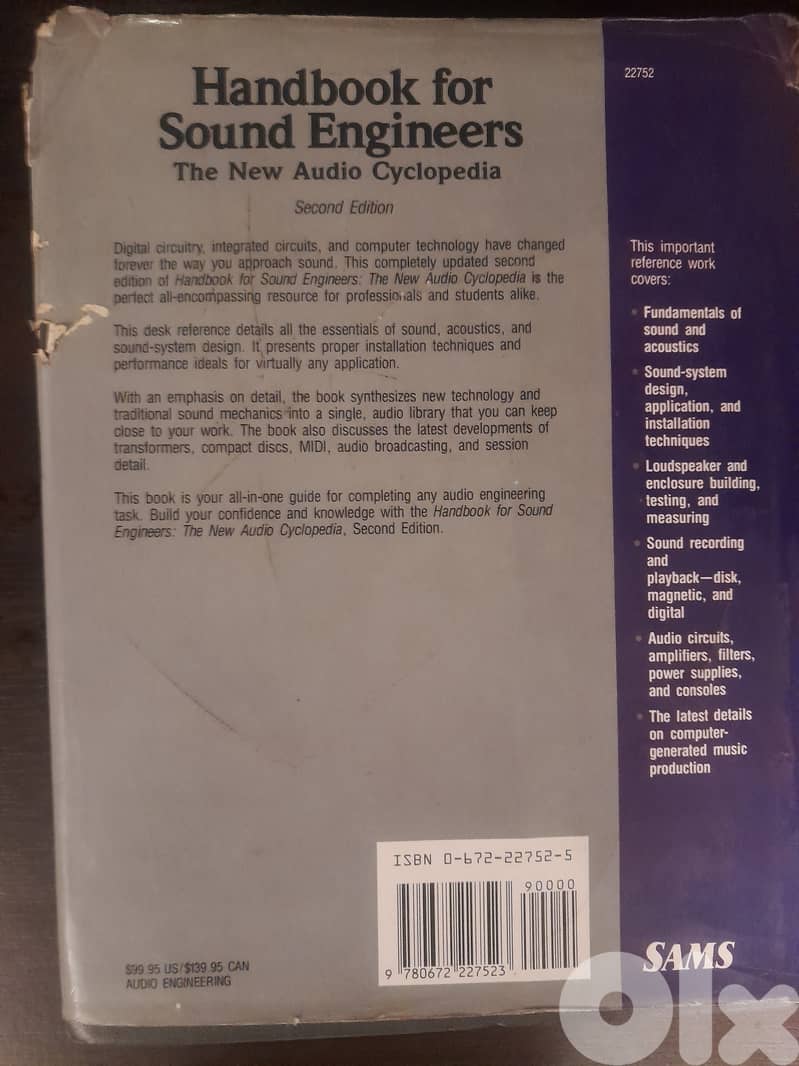 Handbook for
Sound Engineers
The New Audio Cyclopedia
Second Edition
Digital circuitry, integrated circuits, and computer technology have changed
forever the way you approach sound. This completely updated second
edition of Handbook for Sound Engineers: The New Audio Cyclopedia is the
perfect all-encompassing resource for professionals and students alike.
This desk reference details all the essentials of sound, acoustics, and
sound-system design. It presents proper installation techniques and
performance ideals for virtually any application.
With an emphasis on detail, the book synthesizes new technology and
traditional sound mechanics into a single, audio library that you can keep
close to your work. The book also discusses the latest developments of
transformers, compact discs, MIDI, audio broadcasting, and session
detail.
This book is your all-in-one guide for completing any audio engineering
task. Build your confidence and knowledge with the Handbook for Sound
Engineers: The New Audio Cyclopedia, Second Edition.
$99.95 US/$139.95 CAN
AUDIO ENGINEERING
ISBN 0-672-22752-5
90000
9 780672 227523
22752
This important
reference work
covers:
• Fundamentals of
sound and
acoustics
• Sound-system
design,
application, and
installation
techniques
• Loudspeaker and
enclosure building,
testing, and
measuring
• Sound recording
and
playback—disk,
magnetic, and
digital
• Audio circuits,
amplifiers, filters,
power supplies,
and consoles
• The latest details
on computer-
generated music
production
SAMS
olx